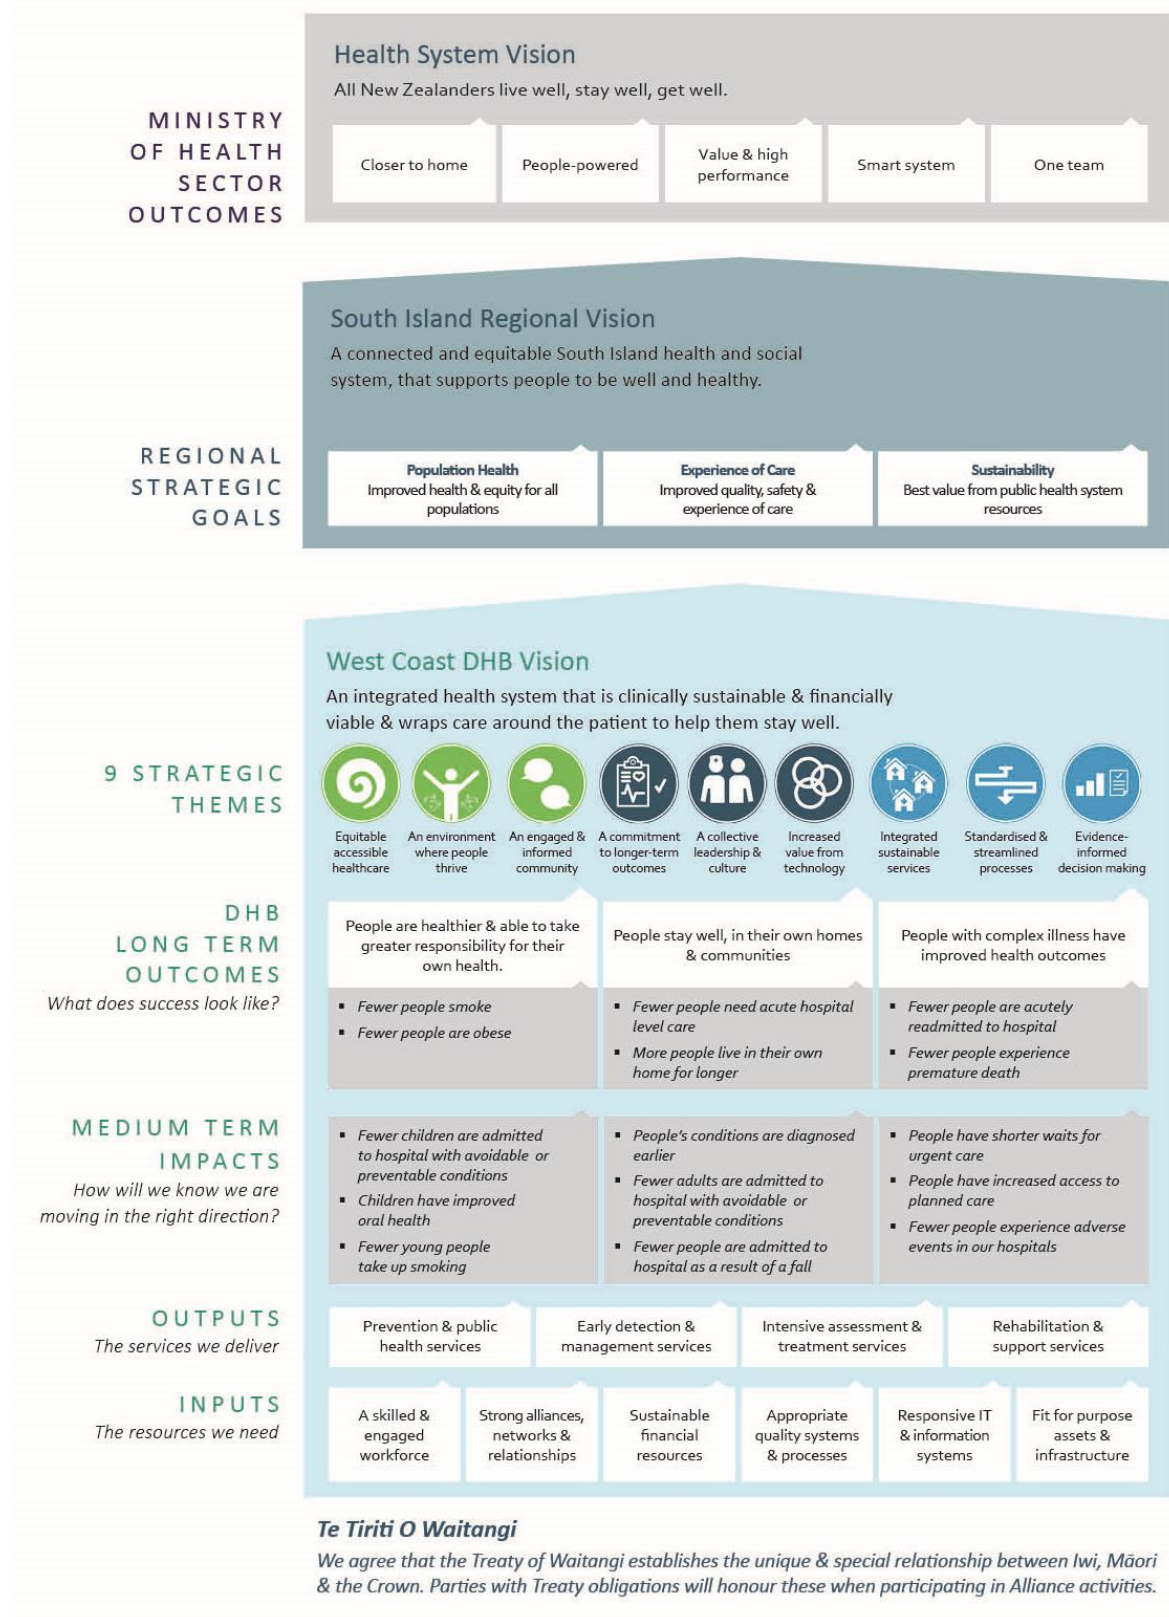 Health System Vision
All New Zealanders live well, stay well, get well.
MINISTRY
OF HEALTH
SECTOR
OUTCOMES
Closer to home
People-powered
Value & high
performance
Smart system
One team
South Island Regional Vision
A connected and equitable South Island health and social
system, that supports people to be well and healthy.
REGIONAL
STRATEGIC
GOALS
Population Health
Improved health & equity for all
populations
Experience of Care
Improved quality, safety &
experience of care
Sustainability
Best value from public health system
resources
West Coast DHB Vision
An integrated health system that is clinically sustainable & financially
viable & wraps care around the patient to help them stay well.
9 STRATEGIC
THEMES
Equitable
accessible
healthcare
An environment
where people
thrive
An engaged &
informed
community
A commitment
to longer-term
outcomes
A collective
leadership &
culture
Increased
value from
technology
Integrated
sustainable
services
Standardised &
streamlined
processes
Evidence-
informed
decision making
DHB
LONG TERM
OUTCOMES
What does success look like?
People are healthier & able to take
greater responsibility for their
own health.
▪ Fewer people smoke
▪ Fewer people are obese
People stay well, in their own homes
& communities
▪ Fewer people need acute hospital
level care
▪ More people live in their own
home for longer
People with complex illness have
improved health outcomes
▪ Fewer people are acutely
readmitted to hospital
▪ Fewer people experience
premature death
MEDIUM TERM
IMPACTS
How will we know we are
moving in the right direction?
▪ Fewer children are admitted
to hospital with avoidable or
preventable conditions
▪ Children have improved
oral health
▪ Fewer young people
take up smoking
▪ People's conditions are diagnosed
earlier
▪ Fewer adults are admitted to
hospital with avoidable or
preventable conditions
▪ Fewer people are admitted to
hospital as a result of a fall
▪ People have shorter waits for
urgent care
▪ People have increased access to
planned care
▪ Fewer people experience adverse
events in our hospitals
OUTPUTS
The services we deliver
Prevention & public
health services
Early detection &
management services
Intensive assessment &
treatment services
Rehabilitation &
support services
INPUTS
The resources we need
A skilled &
engaged
workforce
Strong alliances,
networks &
relationships
Sustainable
financial
resources
Appropriate
quality systems
& processes
Responsive IT
& information
systems
Fit for purpose
assets &
infrastructure
Te Tiriti O Waitangi
We agree that the Treaty of Waitangi establishes the unique & special relationship between Iwi, Māori
& the Crown. Parties with Treaty obligations will honour these when participating in Alliance activities.